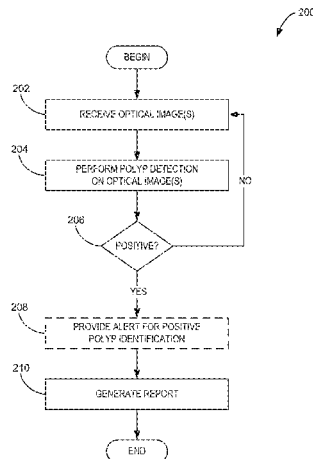 200
BEGIN
202
RECEIVE OPTICAL IMAGE(S)
204
PERFORM POLYP DETECTION
ON OPTICAL IMAGE(S)
NO
206
POSITIVE?
YES
208
PROVIDE ALERT FOR POSITIVE
POLYP IDENTIFICATION
210
GENERATE REPORT
END